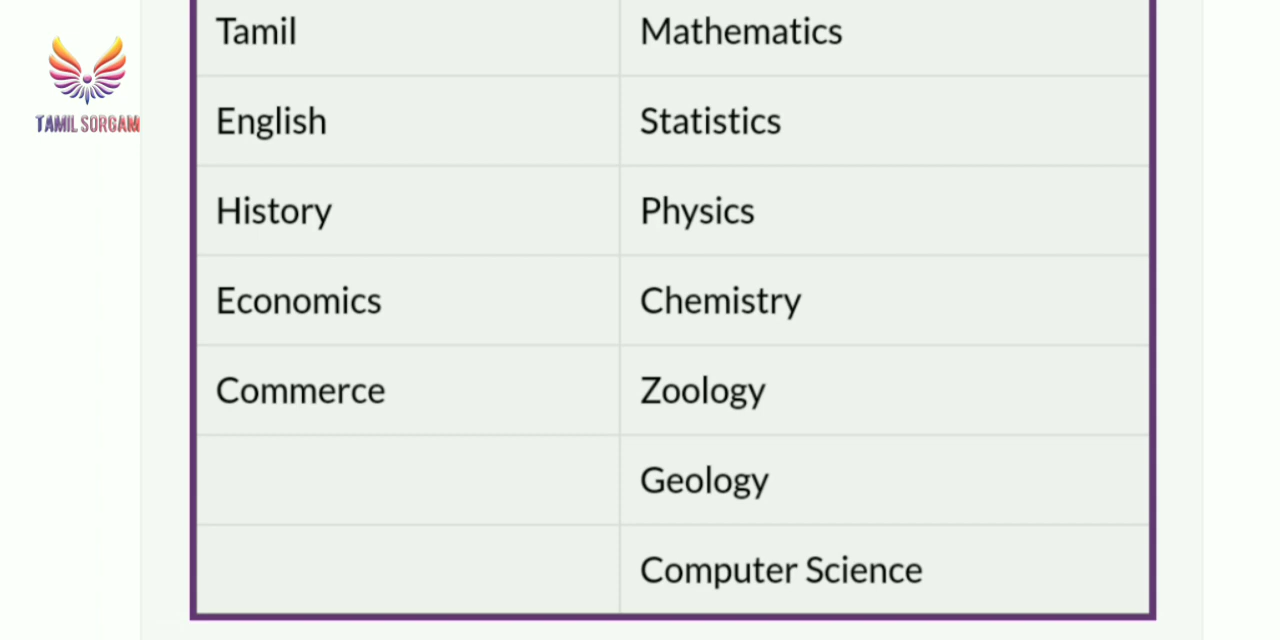 TAMIL SORGAM
Tamil Mathematics
English Statistics
History Physics
Economics Chemistry
Commerce Zoology
Geology
Computer Science